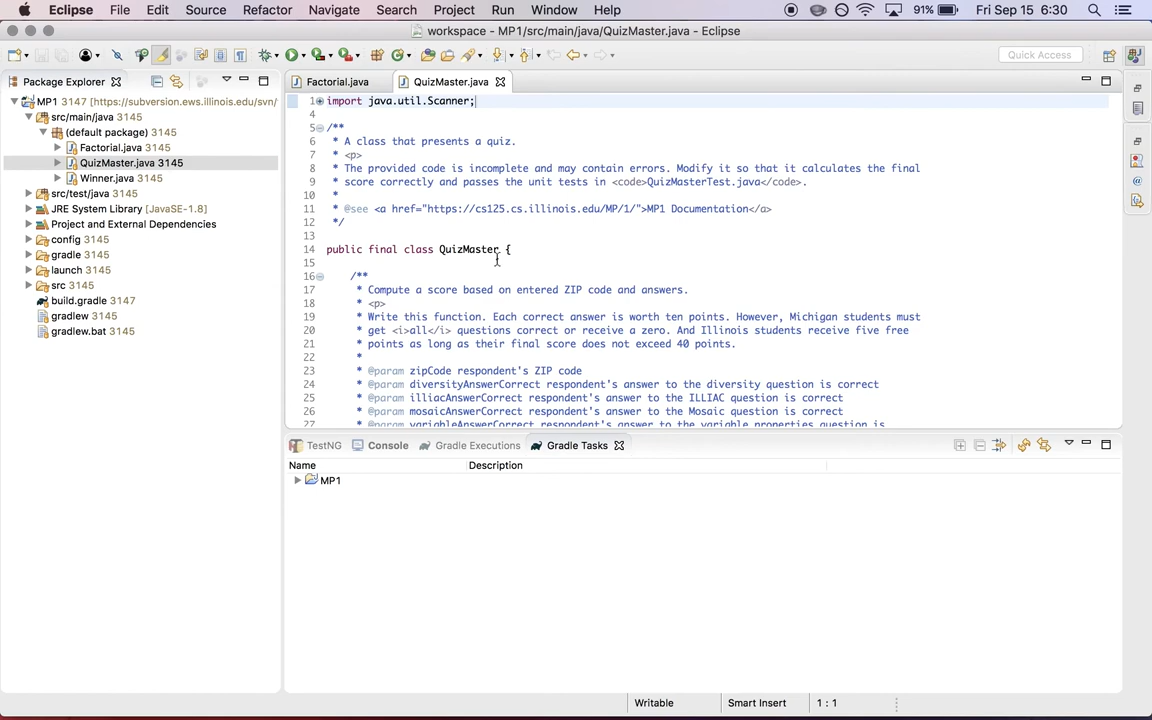 Eclipse File Edit Source Refactor Navigate Search Project Run Window Help 91% Fri Sep 15 6:30
workspace - MP1/src/main/java/QuizMaster.java - Eclipse
Quick Access
Package Explorer
MP1 3147 [https://subversion.ews.illinois.edu/svn/
src/main/java 3145
(default package) 3145
Factorial.java 3145
QuizMaster.java 3145
Winner.java 3145
src/test/java 3145
JRE System Library [JavaSE-1.8]
Project and External Dependencies
config 3145
gradle 3145
launch 3145
src 3145
build.gradle 3147
gradlew 3145
gradlew.bat 3145
Factorial.java QuizMaster.java
1 import java.util.Scanner;
4
5 /**
6 * A class that presents a quiz.
7 * <p>
8 * The provided code is incomplete and may contain errors. Modify it so that it calculates the final
9 * score correctly and passes the unit tests in <code>QuizMasterTest.java</code>.
10 *
11 * @see <a href="https://cs125.cs.illinois.edu/MP/1/">MP1 Documentation</a>
12 */
13
14 public final class QuizMaster {
15
16 /**
17 * Compute a score based on entered ZIP code and answers.
18 * <p>
19 * Write this function. Each correct answer is worth ten points. However, Michigan students must
20 * get <i>all</i> questions correct or receive a zero. And Illinois students receive five free
21 * points as long as their final score does not exceed 40 points.
22 *
23 * @param zipCode respondent's ZIP code
24 * @param diversityAnswerCorrect respondent's answer to the diversity question is correct
25 * @param illiacAnswerCorrect respondent's answer to the ILLIAC question is correct
26 * @param mosaicAnswerCorrect respondent's answer to the Mosaic question is correct
27 * @param variableAnswerCorrect respondent's answer to the variable properties question is
TestNG Console Gradle Executions Gradle Tasks
Name Description
MP1
Writable Smart Insert 1 : 1